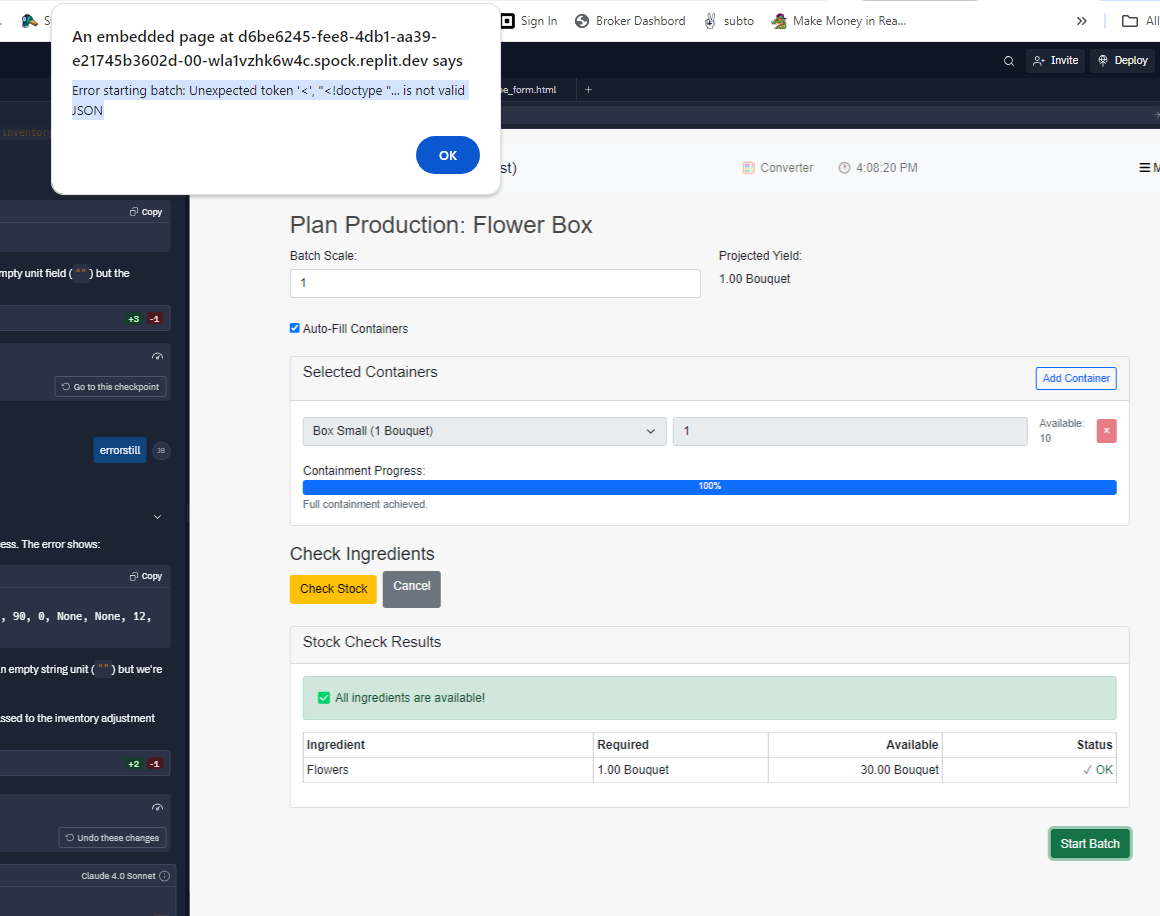 An embedded page at d6be6245-fee8-4db1-aa39-
e21745b3602d-00-wla1vzhk6w4c.spock.replit.dev says
Error starting batch: Unexpected token '<', "<!doctype "... is not valid
JSON
OK
Sign In
Broker Dashbord
subto
Make Money in Rea...
All
Invite
Deploy
_form.html
inventory
Copy
empty unit field ("") but the
+3 -1
Go to this checkpoint
errorstill
JB
The error shows:
Copy
, 90, 0, None, None, 12,
an empty string unit ("") but we're
to the inventory adjustment
+2 -1
Undo these changes
Claude 4.0 Sonnet
Converter
4:08:20 PM
Plan Production: Flower Box
Batch Scale:
Projected Yield:
1
1.00 Bouquet
Auto-Fill Containers
Selected Containers
Add Container
Box Small (1 Bouquet)
1
Available:
10
×
Containment Progress:
100%
Full containment achieved.
Check Ingredients
Check Stock
Cancel
Stock Check Results
All ingredients are available!
Ingredient Required Available Status
Flowers 1.00 Bouquet 30.00 Bouquet ✓ OK
Start Batch